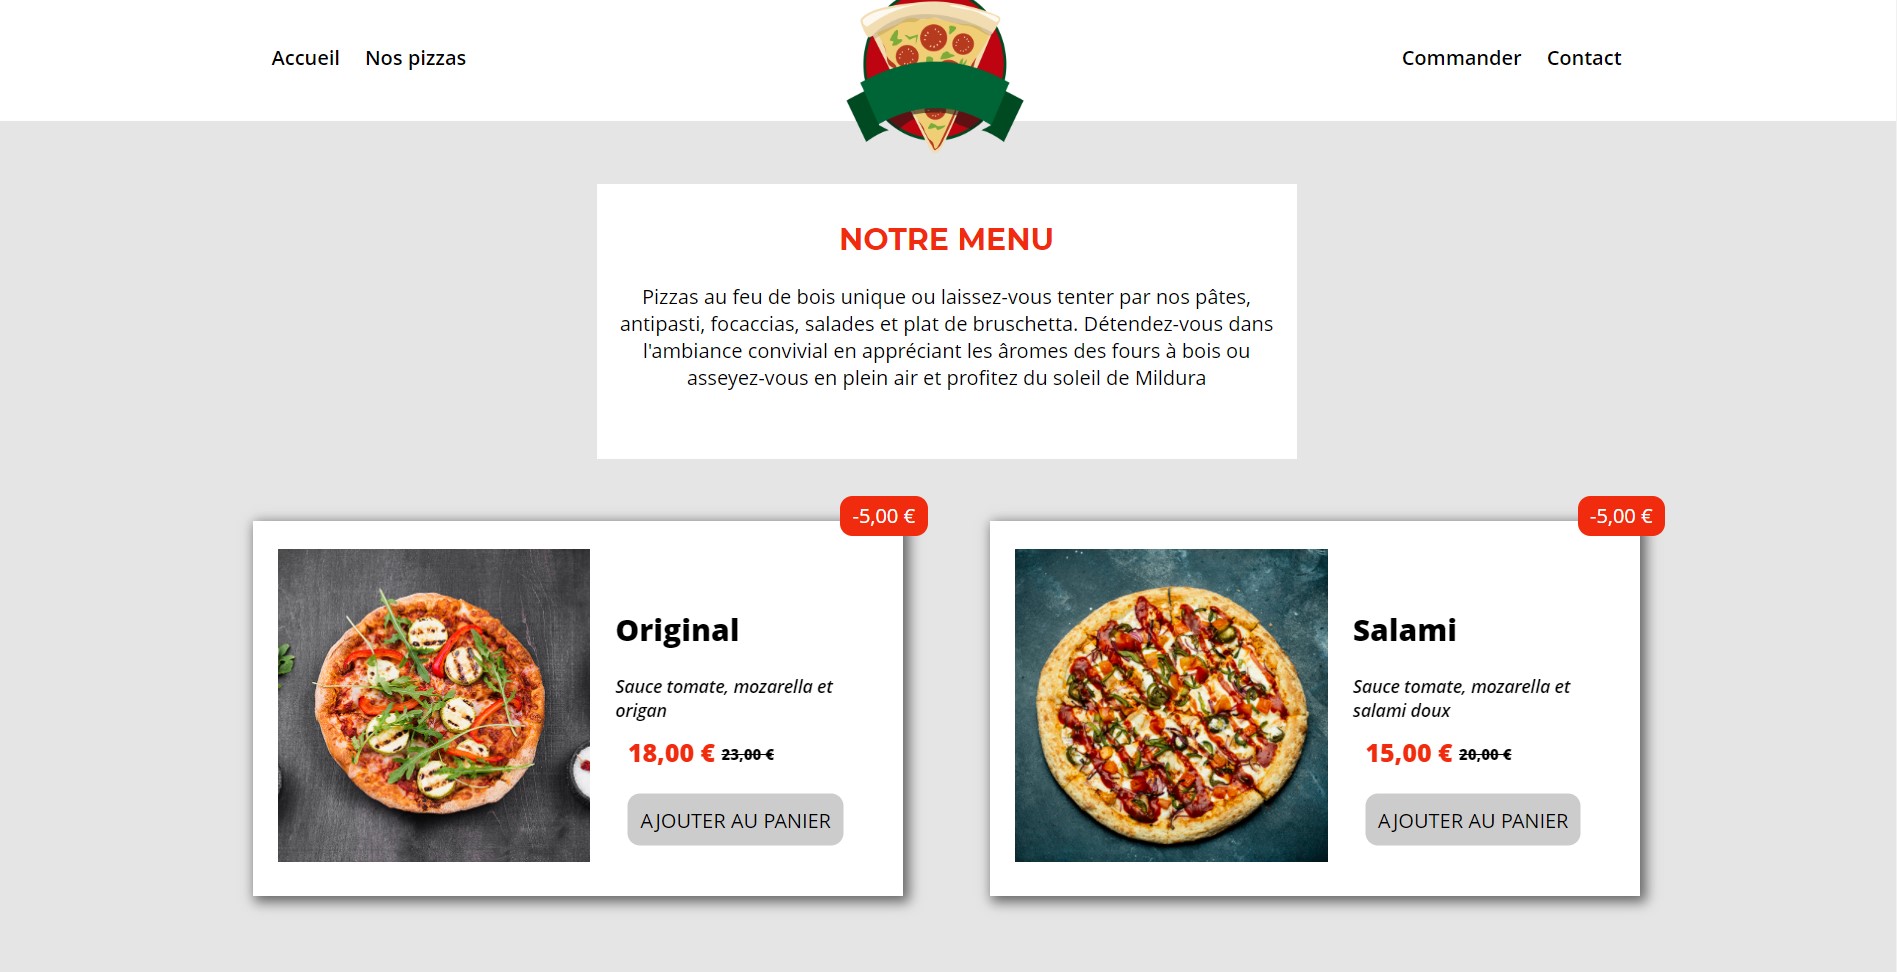 Accueil Nos pizzas Commander Contact
NOTRE MENU
Pizzas au feu de bois unique ou laissez-vous tenter par nos pâtes,
antipasti, focaccias, salades et plat de bruschetta. Détendez-vous dans
l'ambiance convivial en appréciant les âromes des fours à bois ou
asseyez-vous en plein air et profitez du soleil de Mildura
-5,00 €
Original
Sauce tomate, mozarella et
origan
18,00 € 23,00 €
AJOUTER AU PANIER
-5,00 €
Salami
Sauce tomate, mozarella et
salami doux
15,00 € 20,00 €
AJOUTER AU PANIER